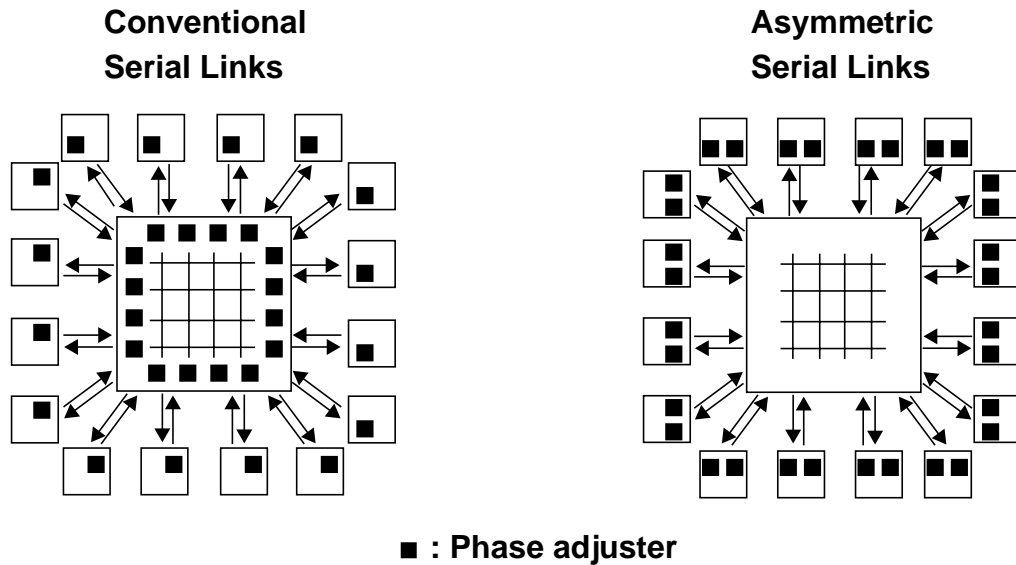 Conventional
Serial Links
Asymmetric
Serial Links
■ : Phase adjuster